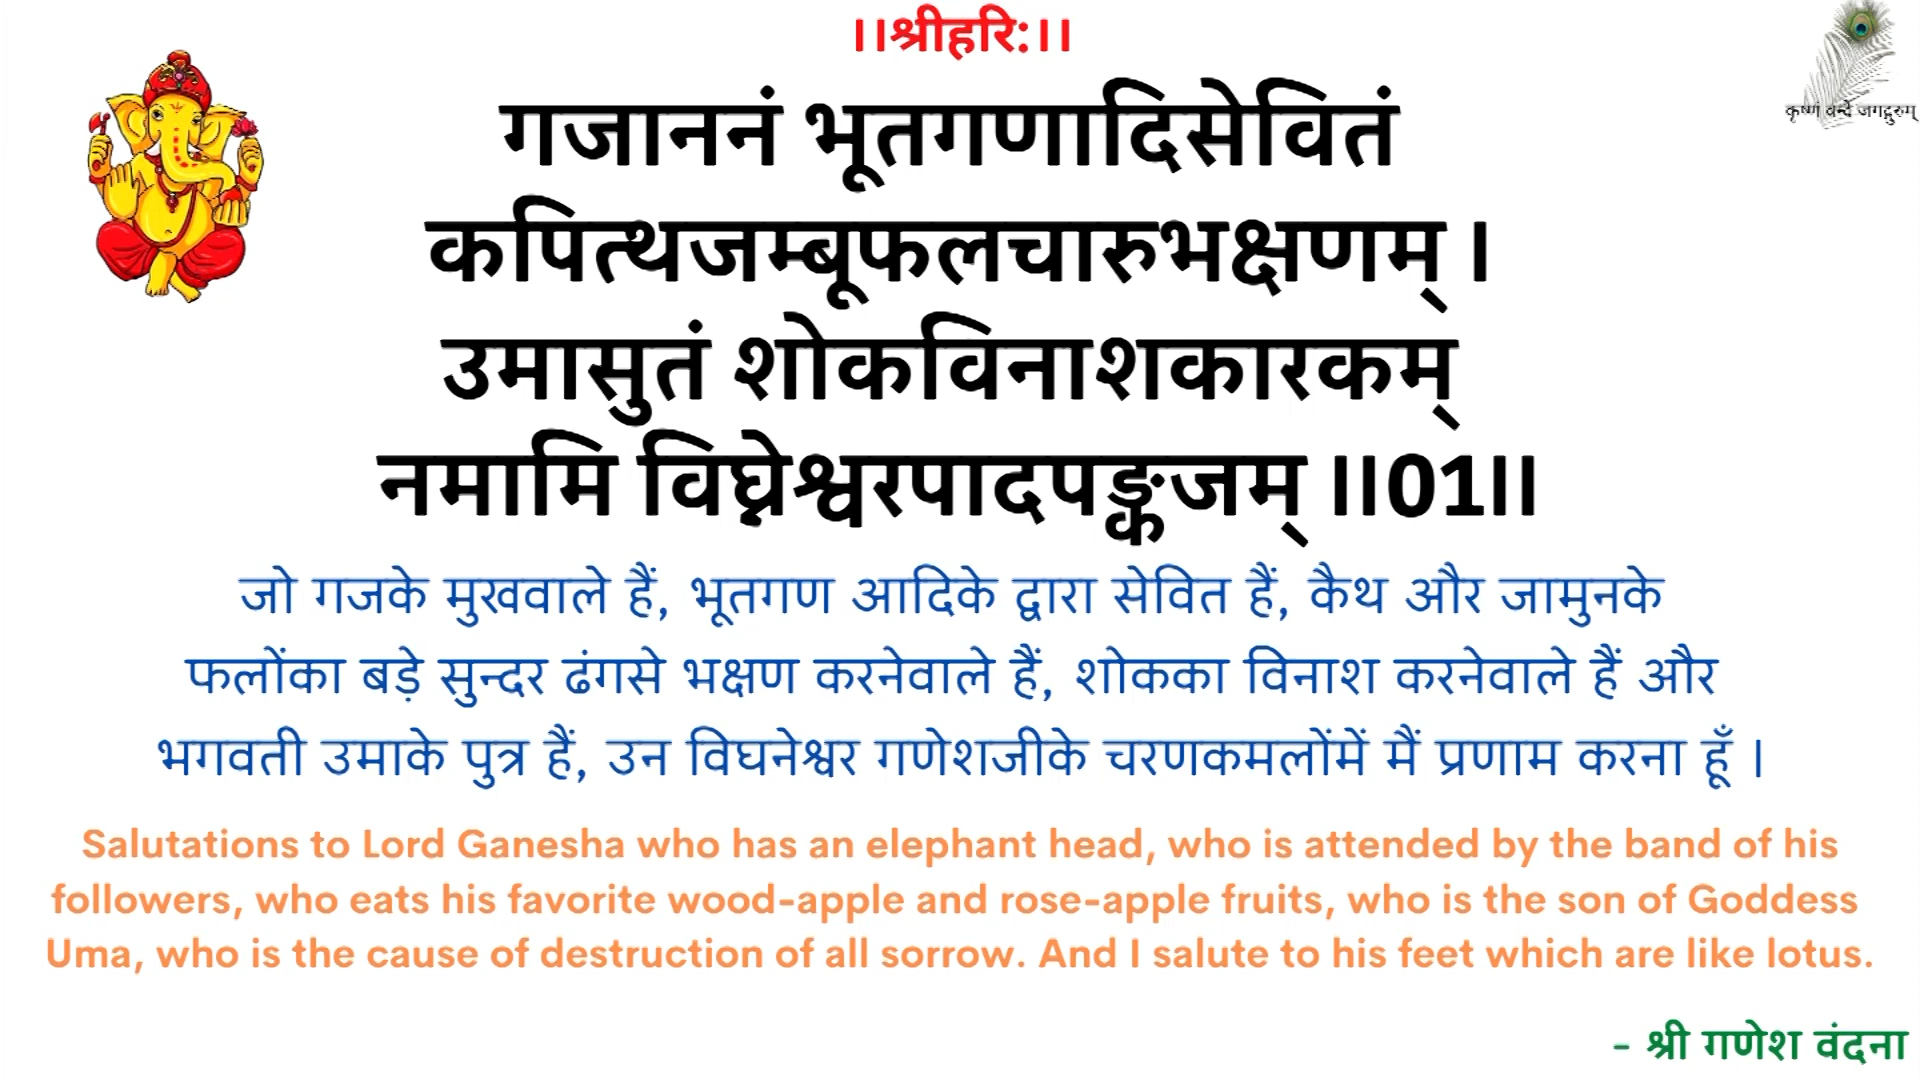 ।।श्रीहरि:।।
कृष्णं वन्दे जगद्गुरुम्
गजाननं भूतगणादिसेवितं
कपित्थजम्बूफलचारुभक्षणम् ।
उमासुतं शोकविनाशकारकम्
नमामि विघ्नेश्वरपादपङ्कजम् ।।01।।
जो गजके मुखवाले हैं, भूतगण आदिके द्वारा सेवित हैं, कैथ और जामुनके
फलोंका बड़े सुन्दर ढंगसे भक्षण करनेवाले हैं, शोकका विनाश करनेवाले हैं और
भगवती उमाके पुत्र हैं, उन विघनेश्वर गणेशजीके चरणकमलोंमें मैं प्रणाम करना हूँ ।
Salutations to Lord Ganesha who has an elephant head, who is attended by the band of his
followers, who eats his favorite wood-apple and rose-apple fruits, who is the son of Goddess
Uma, who is the cause of destruction of all sorrow. And I salute to his feet which are like lotus.
- श्री गणेश वंदना